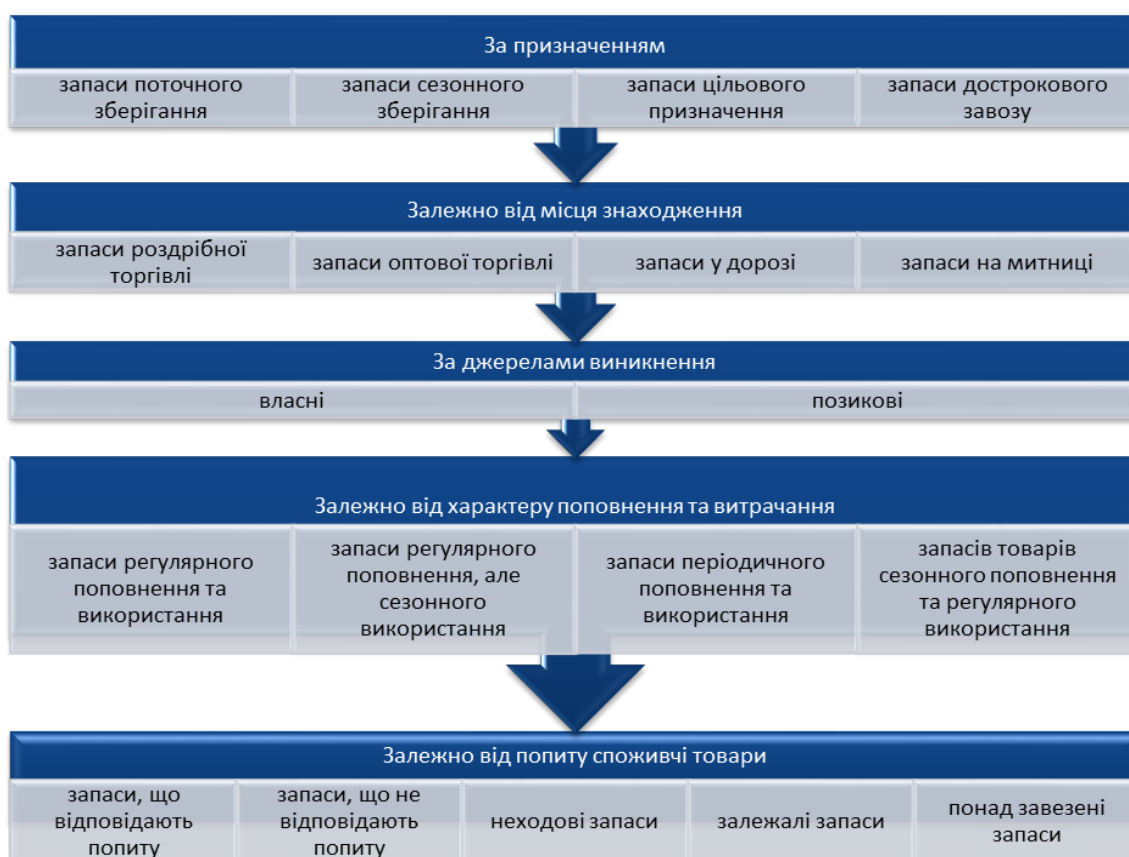 За призначенням
запаси поточного
зберігання
запаси сезонного
зберігання
запаси цільового
призначення
запаси дострокового
завозу
Залежно від місця знаходження
запаси роздрібної
торгівлі
запаси оптової торгівлі
запаси у дорозі
запаси на митниці
За джерелами виникнення
власні
позикові
Залежно від характеру поповнення та витрачання
запаси регулярного
поповнення та
використання
запаси регулярного
поповнення, але
сезонного
використання
запаси періодичного
поповнення та
використання
запасів товарів
сезонного поповнення
та регулярного
використання
Залежно від попиту споживчі товари
запаси, що
відповідають
попиту
запаси, що не
відповідають
попиту
неходові запаси
залежалі запаси
понад завезені
запаси